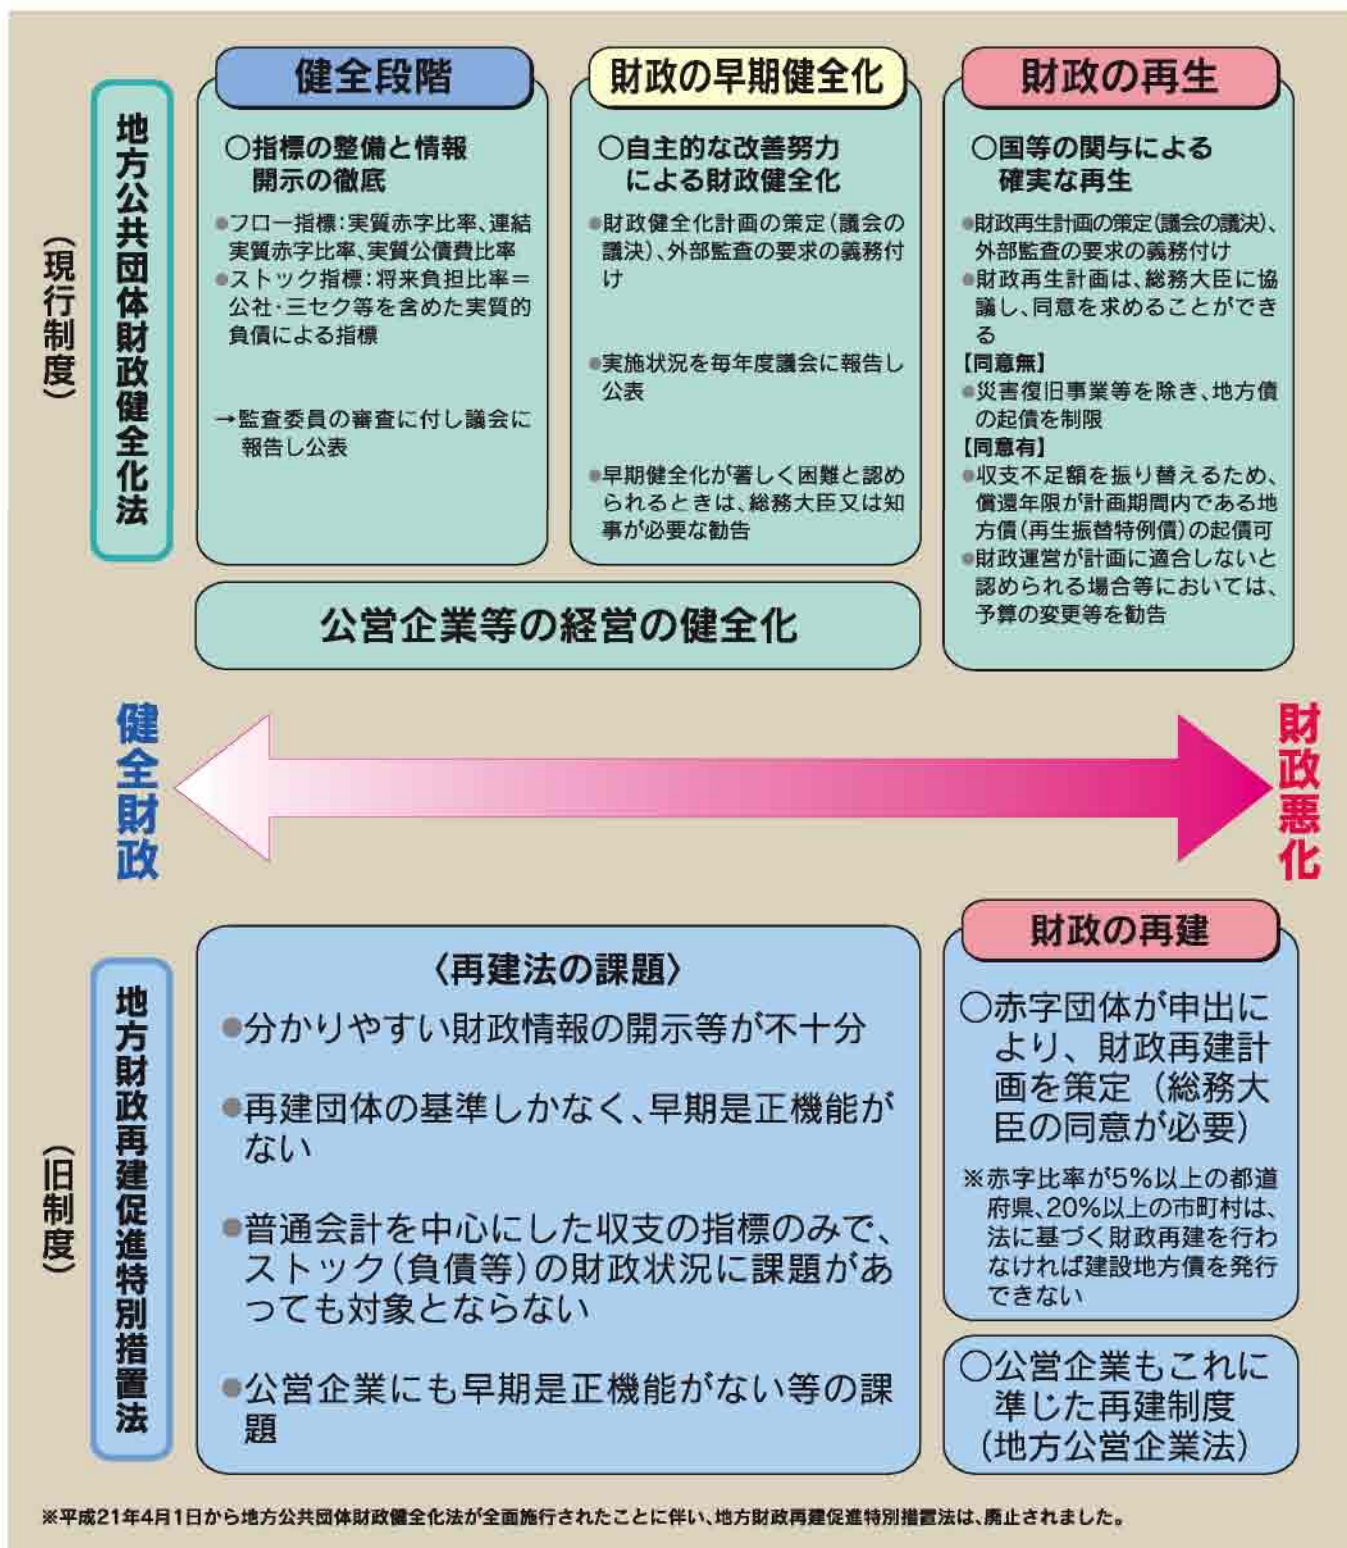 地方公共団体財政健全化法
（現行制度）
健全段階
○指標の整備と情報
開示の徹底
●フロー指標：実質赤字比率、連結
実質赤字比率、実質公債費比率
●ストック指標：将来負担比率＝
公社・三セク等を含めた実質的
負債による指標
→監査委員の審査に付し議会に
報告し公表
財政の早期健全化
○自主的な改善努力
による財政健全化
●財政健全化計画の策定（議会の
議決）、外部監査の要求の義務付
け
●実施状況を毎年度議会に報告し
公表
●早期健全化が著しく困難と認め
られるときは、総務大臣又は知
事が必要な勧告
財政の再生
○国等の関与による
確実な再生
●財政再生計画の策定（議会の議決）、
外部監査の要求の義務付け
●財政再生計画は、総務大臣に協
議し、同意を求めることができ
る
【同意無】
●災害復旧事業等を除き、地方債
の起債を制限
【同意有】
●収支不足額を振り替えるため、
償還年限が計画期間内である地
方債（再生振替特例債）の起債可
●財政運営が計画に適合しないと
認められる場合等においては、
予算の変更等を勧告
公営企業等の経営の健全化
健全財政
財政悪化
地方財政再建促進特別措置法
（旧制度）
〈再建法の課題〉
●分かりやすい財政情報の開示等が不十分
●再建団体の基準しかなく、早期是正機能が
ない
●普通会計を中心にした収支の指標のみで、
ストック（負債等）の財政状況に課題があ
っても対象とならない
●公営企業にも早期是正機能がない等の課
題
財政の再建
○赤字団体が申出に
より、財政再建計
画を策定（総務大
臣の同意が必要）
※赤字比率が5%以上の都道
府県、20%以上の市町村は、
法に基づく財政再建を行わ
なければ建設地方債を発行
できない
○公営企業もこれに
準じた再建制度
（地方公営企業法）
※平成21年4月1日から地方公共団体財政健全化法が全面施行されたことに伴い、地方財政再建促進特別措置法は、廃止されました。